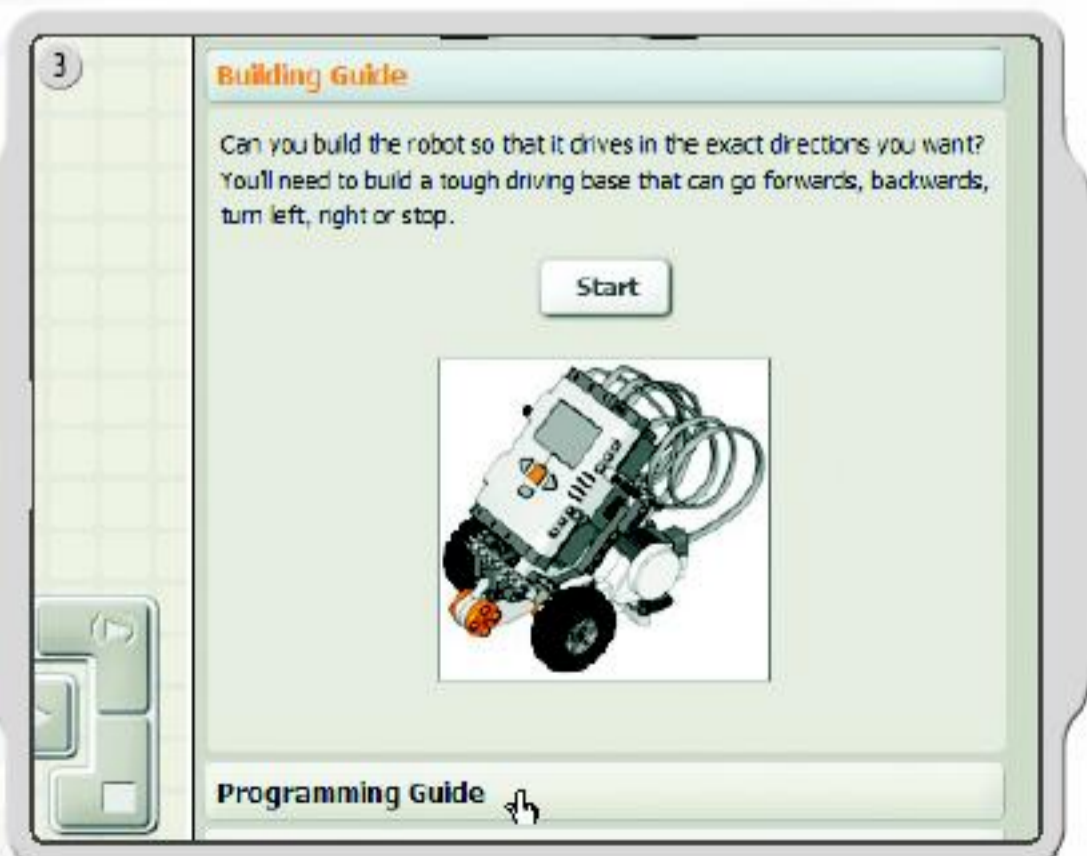 3
Building Guide
Can you build the robot so that it drives in the exact directions you want?
You'll need to build a tough driving base that can go forwards, backwards,
turn left, right or stop.
Start
Programming Guide